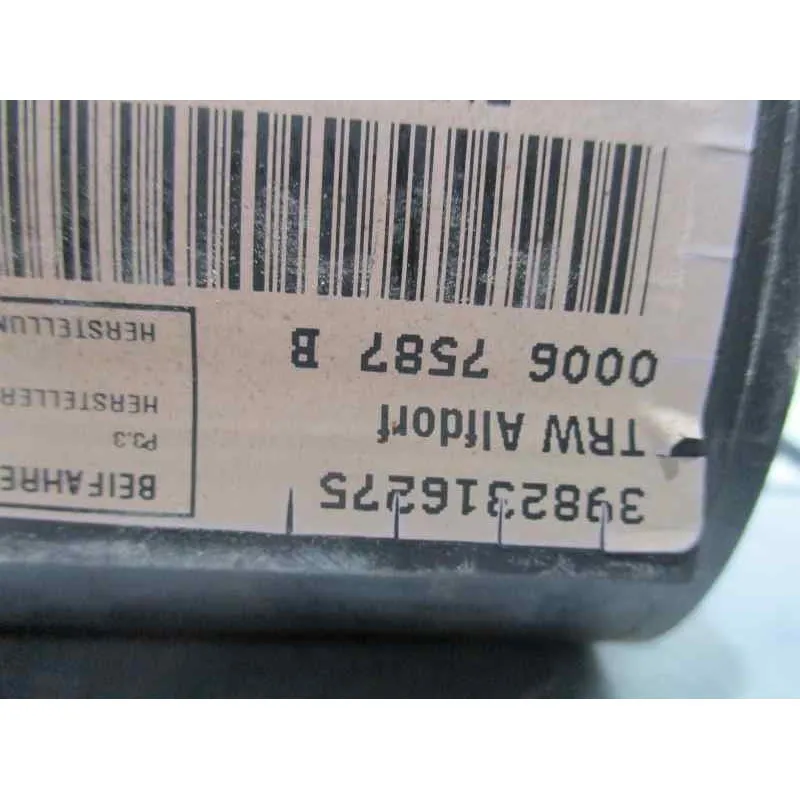 3982316275
TRW Alfdorf
0006 7587 B
BEIFAHRE
P3.3
HERSTELLER
HERSTELLUN